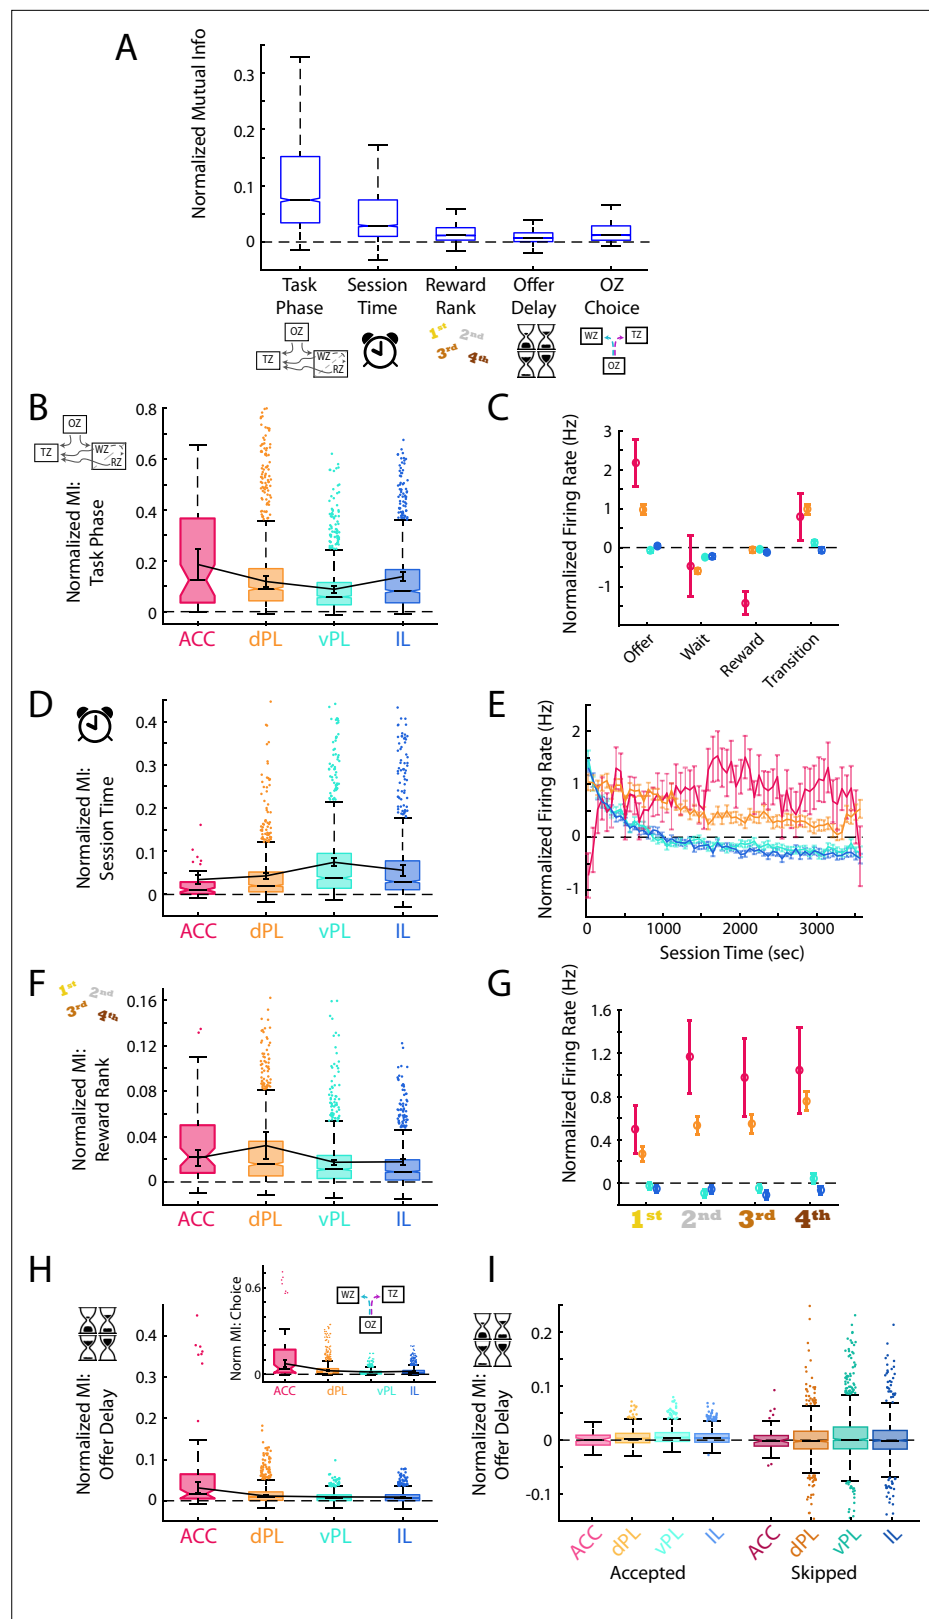 A
Normalized Mutual Info
0.3
0.2
0.1
0
Task Phase
Session Time
Reward Rank
Offer Delay
OZ Choice
OZ
TZ
WZ
RZ
1st
2nd
3rd
4th
WZ
TZ
OZ
B
OZ
TZ
WZ
RZ
Normalized MI:
Task Phase
0.8
0.6
0.4
0.2
0
ACC
dPL
vPL
IL
C
Normalized Firing Rate (Hz)
3
2
1
0
-1
Offer
Wait
Reward
Transition
D
Normalized MI:
Session Time
0.4
0.3
0.2
0.1
0
ACC
dPL
vPL
IL
E
Normalized Firing Rate (Hz)
2
1
0
-1
0
1000
2000
3000
Session Time (sec)
F
1st
2nd
3rd
4th
Normalized MI:
Reward Rank
0.16
0.12
0.08
0.04
0
ACC
dPL
vPL
IL
G
Normalized Firing Rate (Hz)
1.6
1.2
0.8
0.4
0
1st
2nd
3rd
4th
H
Normalized MI:
Offer Delay
0.4
0.3
0.2
0.1
0
ACC
dPL
vPL
IL
Norm MI: Choice
0.6
0
WZ
TZ
OZ
ACC
dPL
vPL
IL
I
Normalized MI:
Offer Delay
0.2
0.1
0
-0.1
ACC
dPL
vPL
IL
ACC
dPL
vPL
IL
Accepted
Skipped